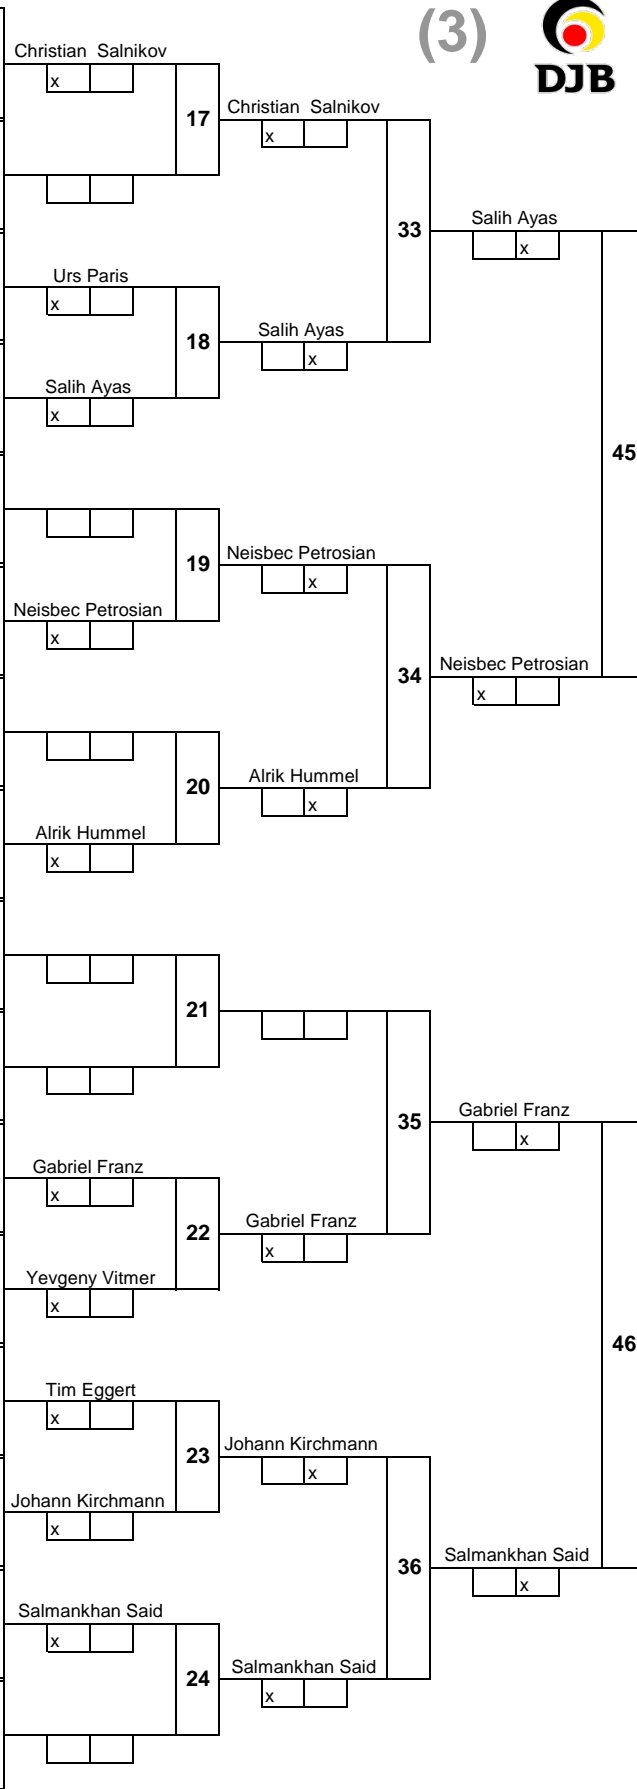 (3)
DJB
Christian Salnikov
x
17
Christian Salnikov
x
33
Salih Ayas
x
Urs Paris
x
18
Salih Ayas
x
Salih Ayas
x
45
19
Neisbec Petrosian
x
Neisbec Petrosian
x
34
Neisbec Petrosian
x
20
Alrik Hummel
x
Alrik Hummel
x
21
35
Gabriel Franz
x
Gabriel Franz
x
22
Gabriel Franz
x
Yevgeny Vitmer
x
46
Tim Eggert
x
23
Johann Kirchmann
x
Johann Kirchmann
x
36
Salmankhan Said
x
Salmankhan Said
x
24
Salmankhan Said
x